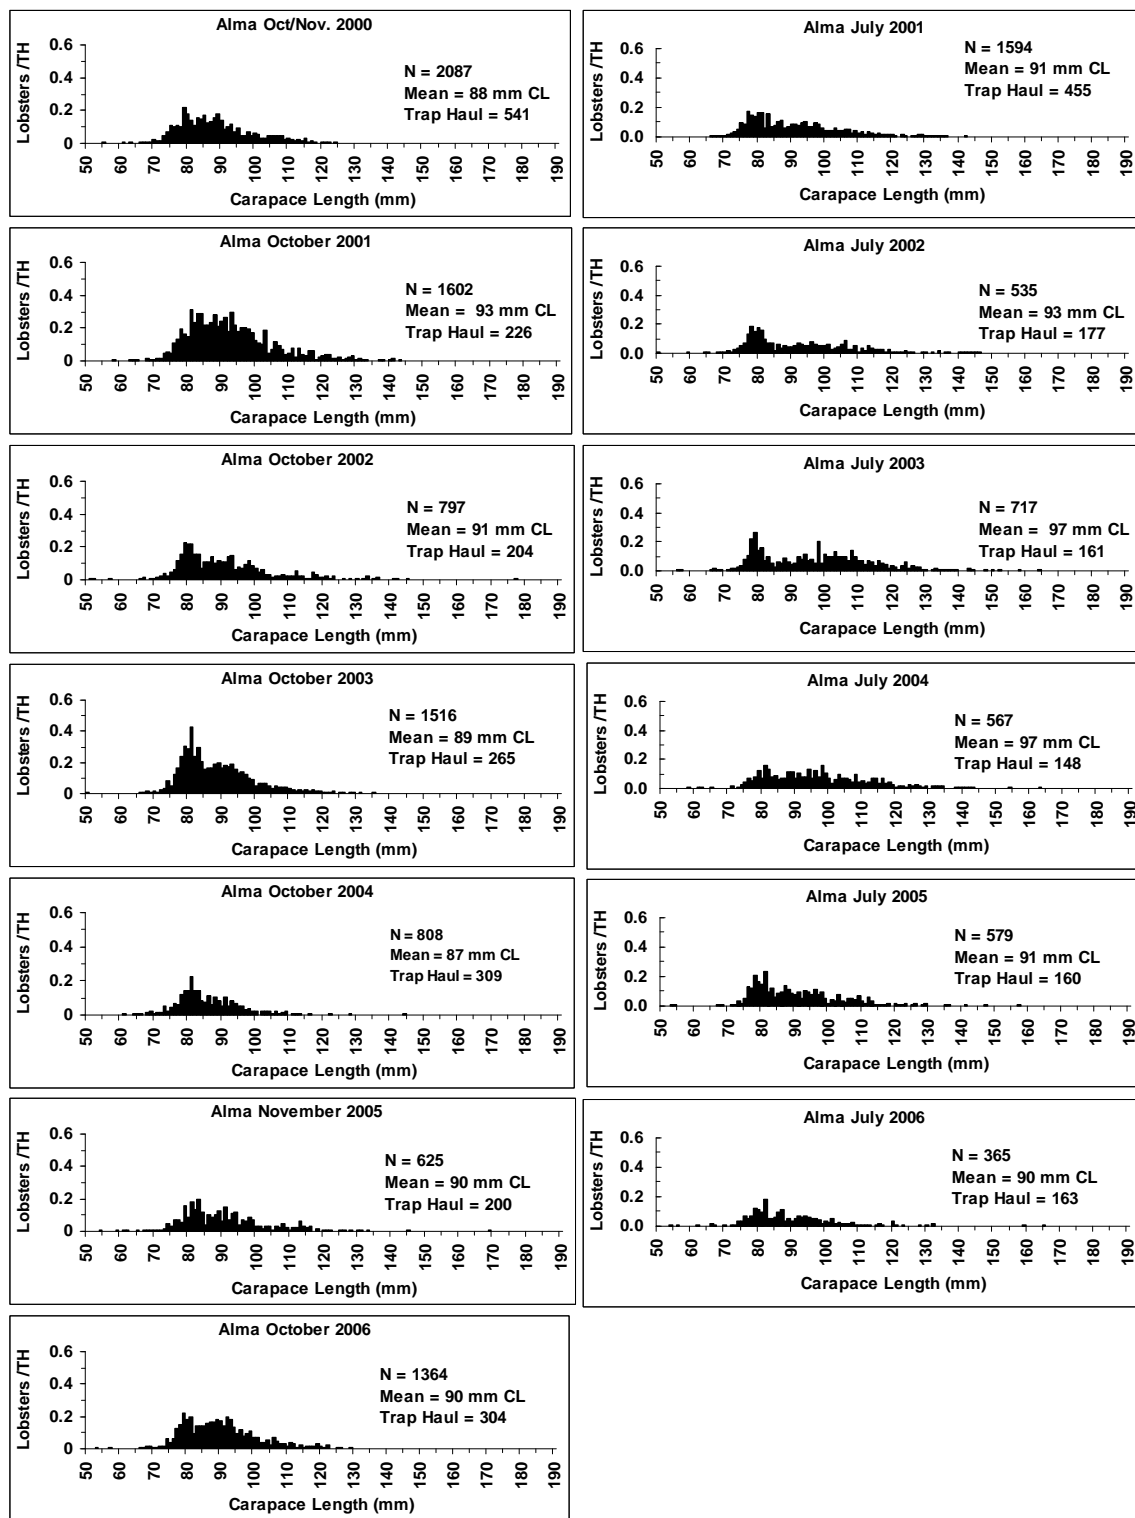 Alma Oct/Nov. 2000
Lobsters /TH
0.6
0.4
0.2
0
N = 2087
Mean = 88 mm CL
Trap Haul = 541
50 60 70 80 90 100 110 120 130 140 150 160 170 180 190
Carapace Length (mm)
Alma July 2001
Lobsters /TH
0.6
0.4
0.2
0.0
N = 1594
Mean = 91 mm CL
Trap Haul = 455
50 60 70 80 90 100 110 120 130 140 150 160 170 180 190
Carapace Length (mm)
Alma October 2001
Lobsters /TH
0.6
0.4
0.2
0
N = 1602
Mean = 93 mm CL
Trap Haul = 226
50 60 70 80 90 100 110 120 130 140 150 160 170 180 190
Carapace Length (mm)
Alma July 2002
Lobsters /TH
0.6
0.4
0.2
0.0
N = 535
Mean = 93 mm CL
Trap Haul = 177
50 60 70 80 90 100 110 120 130 140 150 160 170 180 190
Carapace Length (mm)
Alma October 2002
Lobsters /TH
0.6
0.4
0.2
0
N = 797
Mean = 91 mm CL
Trap Haul = 204
50 60 70 80 90 100 110 120 130 140 150 160 170 180 190
Carapace Length (mm)
Alma July 2003
Lobsters /TH
0.6
0.4
0.2
0.0
N = 717
Mean = 97 mm CL
Trap Haul = 161
50 60 70 80 90 100 110 120 130 140 150 160 170 180 190
Carapace Length (mm)
Alma October 2003
Lobsters /TH
0.6
0.4
0.2
0
N = 1516
Mean = 89 mm CL
Trap Haul = 265
50 60 70 80 90 100 110 120 130 140 150 160 170 180 190
Carapace Length (mm)
Alma July 2004
Lobsters /TH
0.6
0.4
0.2
0.0
N = 567
Mean = 97 mm CL
Trap Haul = 148
50 60 70 80 90 100 110 120 130 140 150 160 170 180 190
Carapace Length (mm)
Alma October 2004
Lobsters /TH
0.6
0.4
0.2
0
N = 808
Mean = 87 mm CL
Trap Haul = 309
50 60 70 80 90 100 110 120 130 140 150 160 170 180 190
Carapace Length (mm)
Alma July 2005
Lobsters /TH
0.6
0.4
0.2
0.0
N = 579
Mean = 91 mm CL
Trap Haul = 160
50 60 70 80 90 100 110 120 130 140 150 160 170 180 190
Carapace Length (mm)
Alma November 2005
Lobsters /TH
0.6
0.4
0.2
0
N = 625
Mean = 90 mm CL
Trap Haul = 200
50 60 70 80 90 100 110 120 130 140 150 160 170 180 190
Carapace Length (mm)
Alma July 2006
Lobsters /TH
0.6
0.4
0.2
0.0
N = 365
Mean = 90 mm CL
Trap Haul = 163
50 60 70 80 90 100 110 120 130 140 150 160 170 180 190
Carapace Length (mm)
Alma October 2006
Lobsters /TH
0.6
0.4
0.2
0
N = 1364
Mean = 90 mm CL
Trap Haul = 304
50 60 70 80 90 100 110 120 130 140 150 160 170 180 190
Carapace Length (mm)